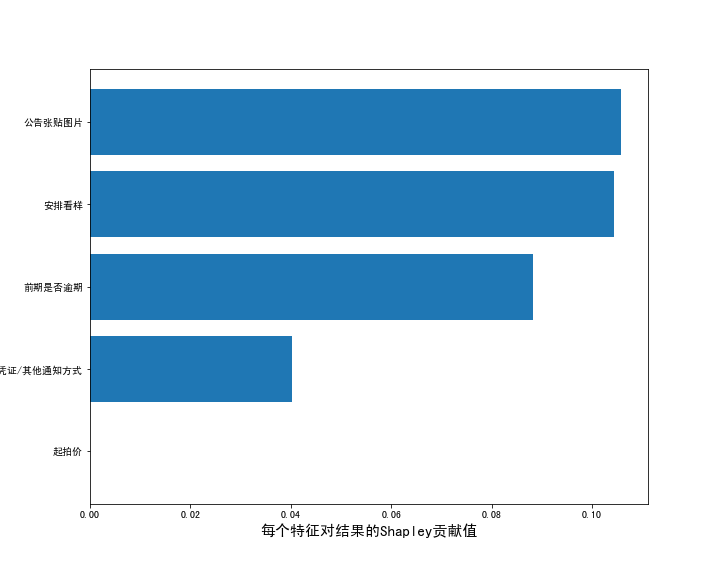 公告张贴图片
安排看样
前期是否逾期
凭证/其他通知方式
起拍价
0.00 0.02 0.04 0.06 0.08 0.10
每个特征对结果的Shapley贡献值